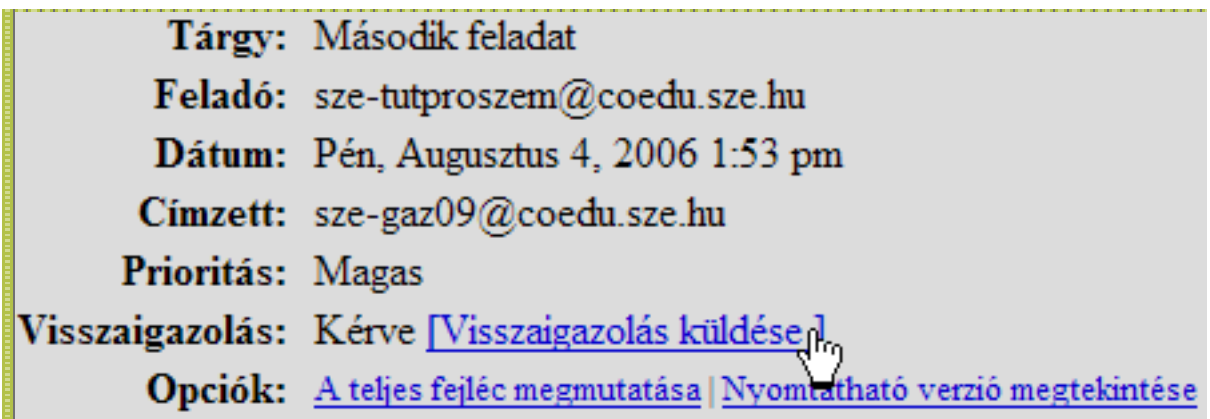 Tárgy: Második feladat
Feladó: sze-tutproszem@coedu.sze.hu
Dátum: Pén, Augusztus 4, 2006 1:53 pm
Címzett: sze-gaz09@coedu.sze.hu
Prioritás: Magas
Visszaigazolás: Kérve [Visszaigazolás küldése ]
Opciók: A teljes fejléc megmutatása | Nyomtatható verzió megtekintése